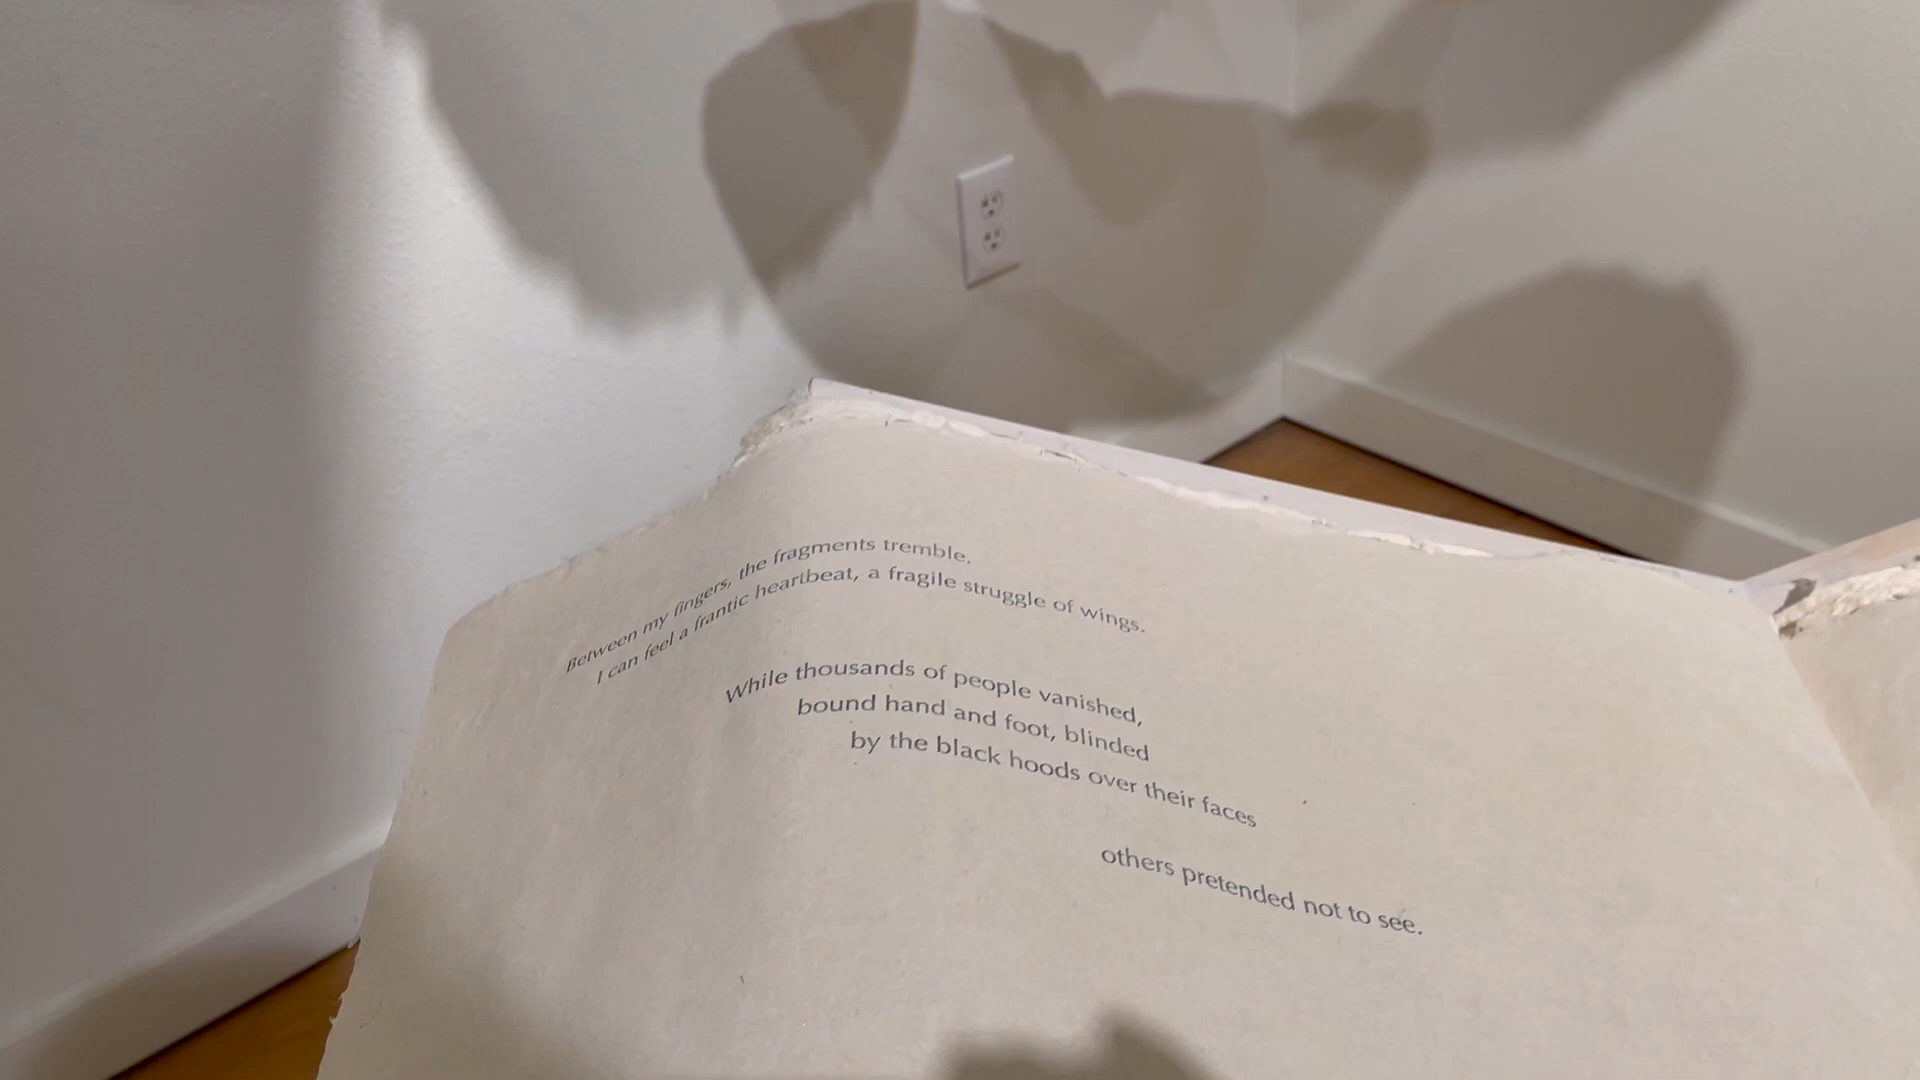 Between my fingers, the fragments tremble.
I can feel a frantic heartbeat, a fragile struggle of wings.
While thousands of people vanished,
bound hand and foot, blinded
by the black hoods over their faces
others pretended not to see.